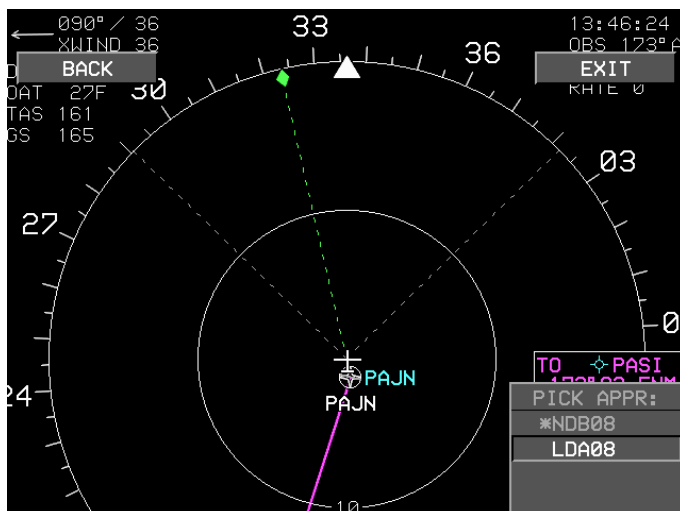 090° / 36
XWIND 36
13:46:24
OBS 173°
BACK
EXIT
OAT 27F
TAS 161
GS 165
RATE 0
33
36
30
03
27
24
TO PASI
PAJN
PAJN
10
PICK APPR:
*NDB08
LDA08